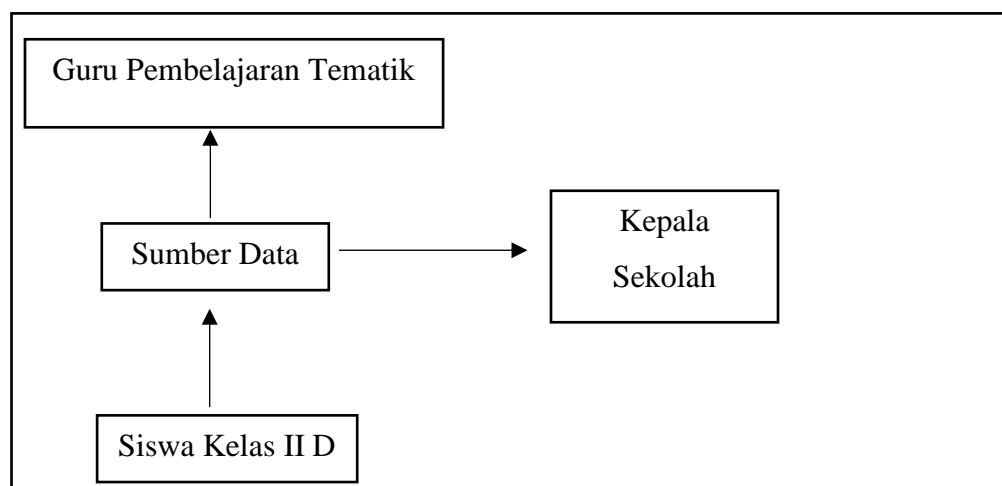 Guru Pembelajaran Tematik
Sumber Data
Kepala
Sekolah
Siswa Kelas II D